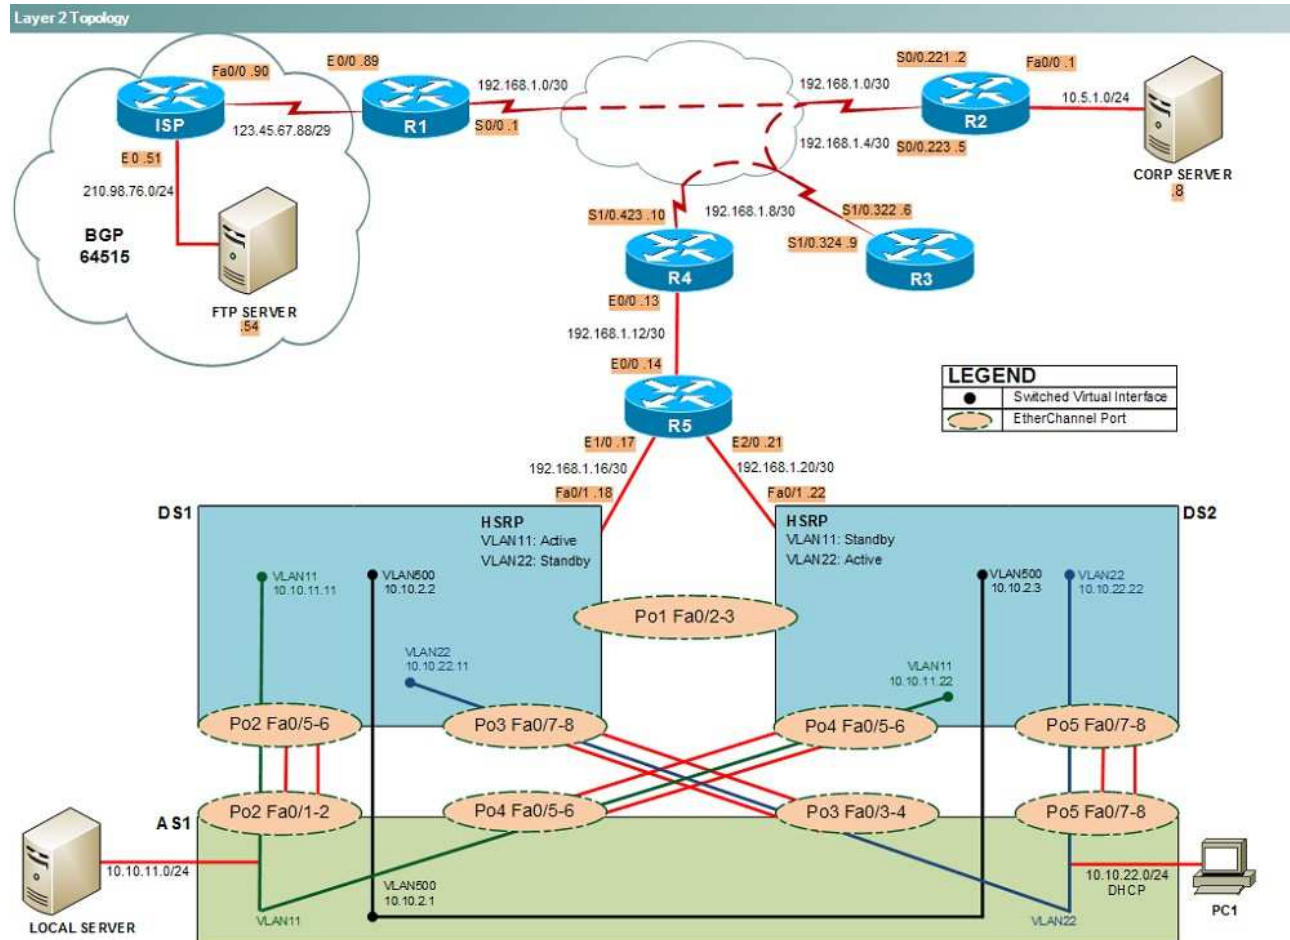 Layer 2 Topology
Fa0/0 .90
E0/0 .89
192.168.1.0/30
ISP
R1
123.45.67.88/29
S0/0 .1
E0 .51
210.98.76.0/24
BGP
64515
FTP SERVER
.54
S0/0.221 .2
Fa0/0 .1
192.168.1.0/30
10.5.1.0/24
R2
192.168.1.4/30
S0/0.223 .5
CORP SERVER
.8
S1/0.423 .10
192.168.1.8/30
S1/0.322 .6
S1/0.324 .9
R4
R3
E0/0 .13
192.168.1.12/30
E0/0 .14
R5
LEGEND
Switched Virtual Interface
EtherChannel Port
E1/0 .17
E2/0 .21
192.168.1.16/30
192.168.1.20/30
Fa0/1 .18
Fa0/1 .22
DS1
DS2
HSRP
VLAN11: Active
VLAN22: Standby
HSRP
VLAN11: Standby
VLAN22: Active
VLAN11
10.10.11.11
VLAN500
10.10.2.2
VLAN500
10.10.2.3
VLAN22
10.10.22.22
Po1 Fa0/2-3
VLAN22
10.10.22.11
VLAN11
10.10.11.22
Po2 Fa0/5-6
Po3 Fa0/7-8
Po4 Fa0/5-6
Po5 Fa0/7-8
Po2 Fa0/1-2
Po4 Fa0/5-6
Po3 Fa0/3-4
Po5 Fa0/7-8
AS1
10.10.11.0/24
LOCAL SERVER
VLAN11
VLAN500
10.10.2.1
VLAN22
10.10.22.0/24
DHCP
PC1